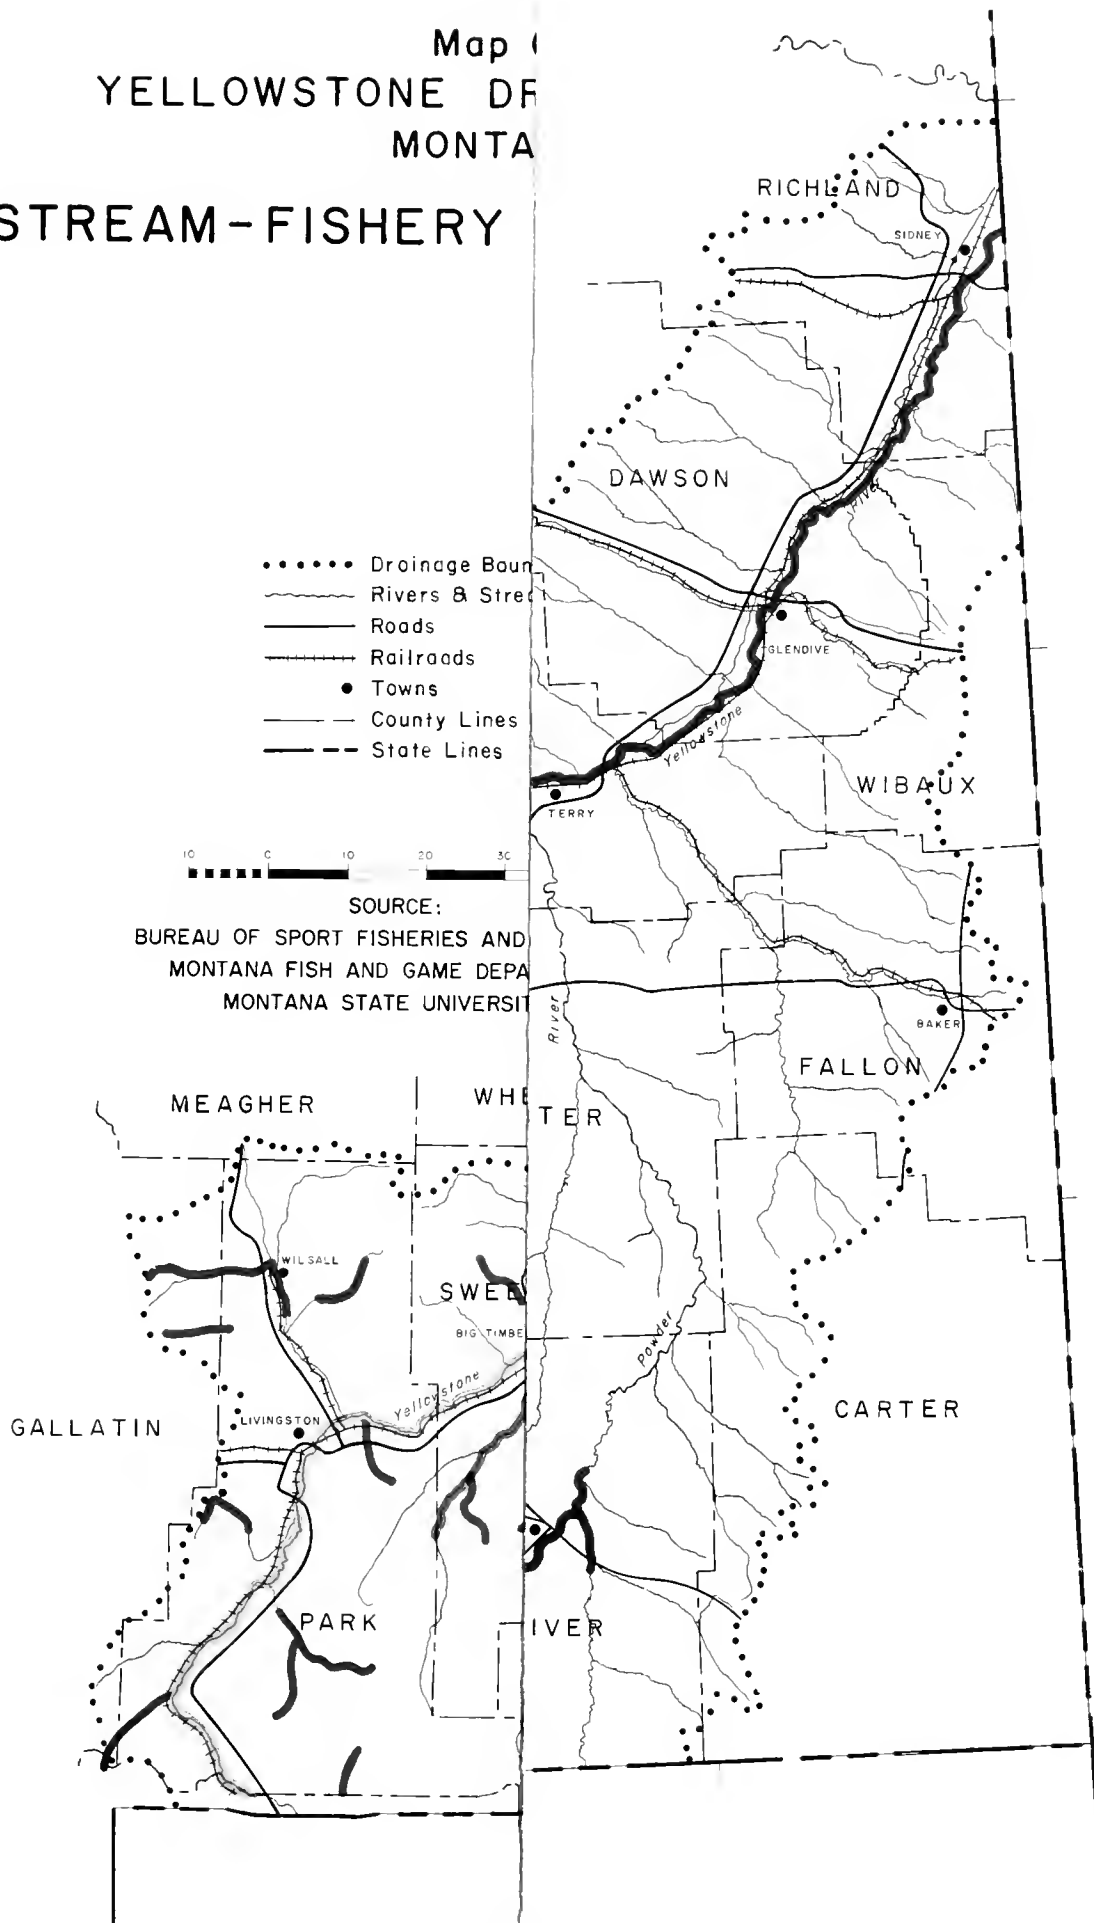 Map (
YELLOWSTONE DR
MONTA
STREAM-FISHERY
Drainage Boun
Rivers & Stre
Roads
Railroads
Towns
County Lines
State Lines
10 0 10 20 30
SOURCE:
BUREAU OF SPORT FISHERIES AND
MONTANA FISH AND GAME DEPA
MONTANA STATE UNIVERSIT
MEAGHER
WHE
WILSALL
SWEE
BIG TIMBE
Yellowstone
GALLATIN
LIVINGSTON
PARK
RICHLAND
SIDNEY
DAWSON
River
GLENDIVE
Yellowstone
WIBAUX
TERRY
River
BAKER
FALLON
TER
Powder
CARTER
IVER